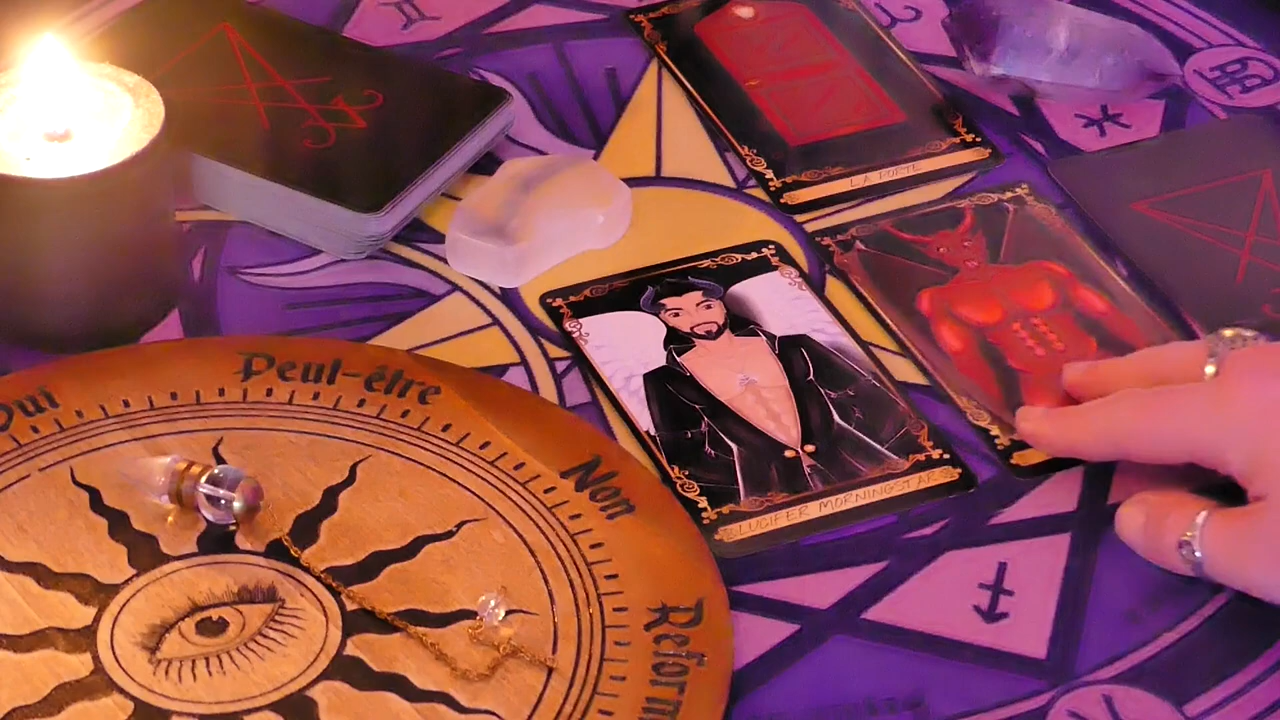 LA PORTE
LUCIFER MORNINGSTAR
Oui
Peut-être
Non
Reform